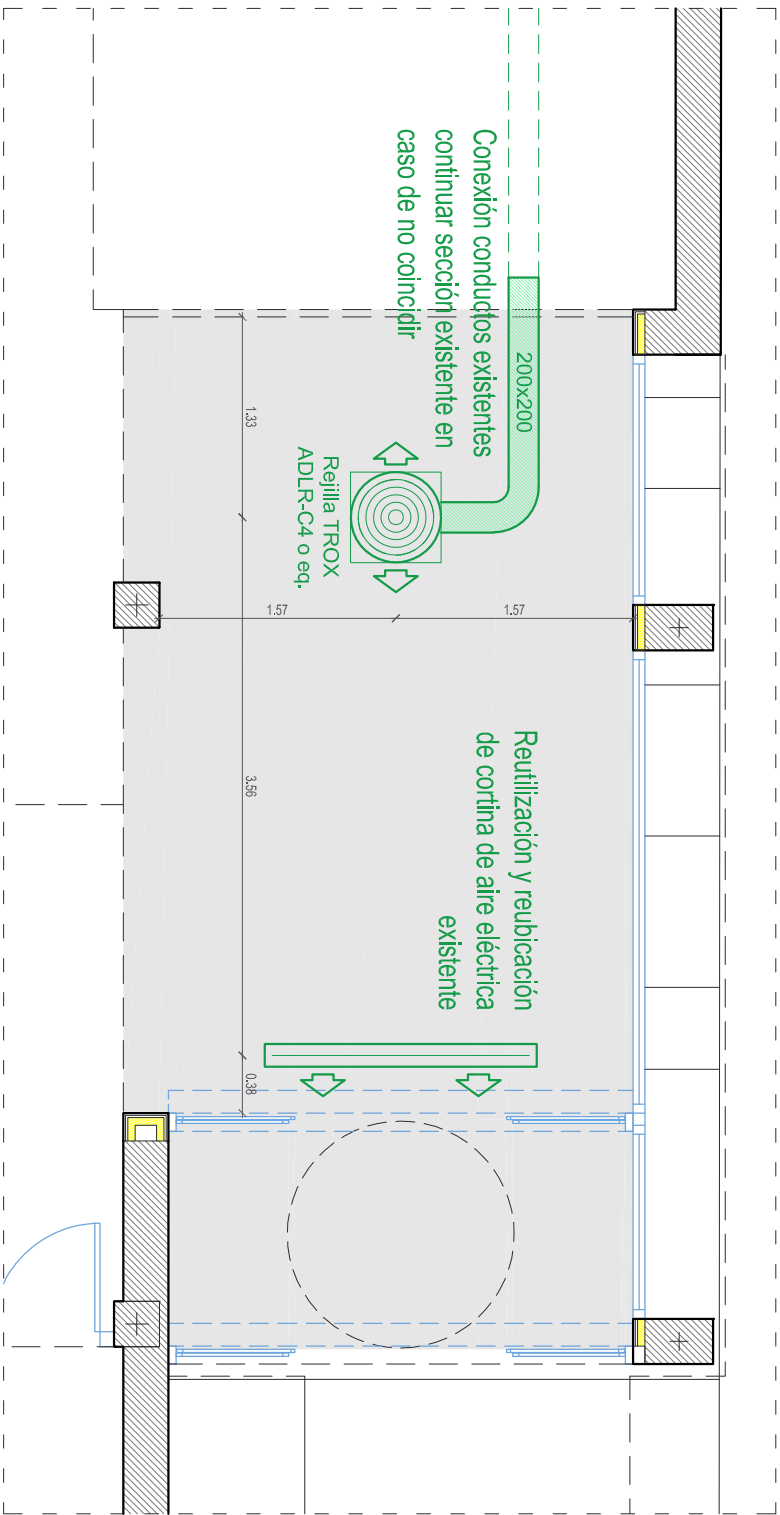 Conexión conductos existentes
continuar sección existente en
caso de no coincidir
200x200
Rejilla TROX
ADLR-C4 o eq.
1.33
1.57
1.57
Reutilización y reubicación
de cortina de aire eléctrica
existente
3.56
0.38